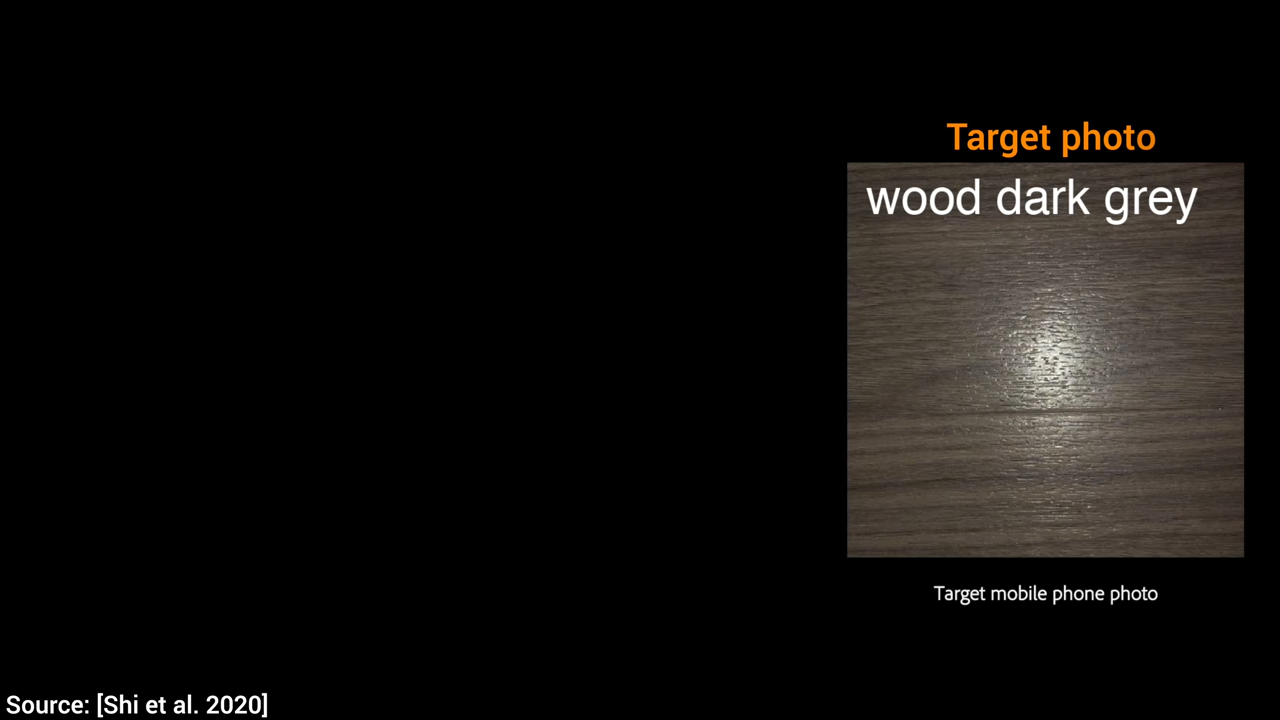 Target photo
wood dark grey
Target mobile phone photo
Source: [Shi et al. 2020]